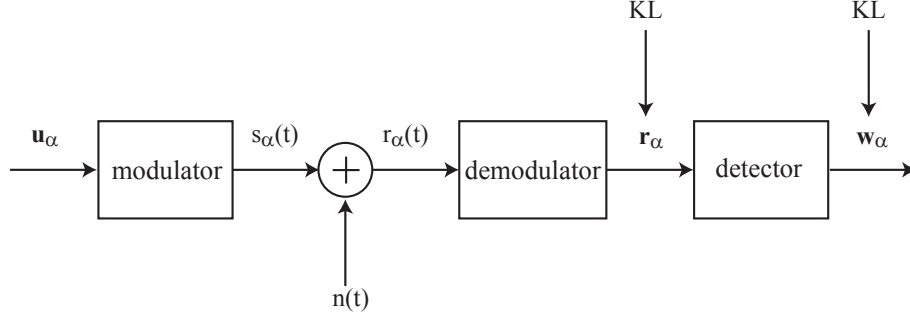 KL
KL
u_α
s_α(t)
r_α(t)
r_α
w_α
modulator
+
demodulator
detector
n(t)